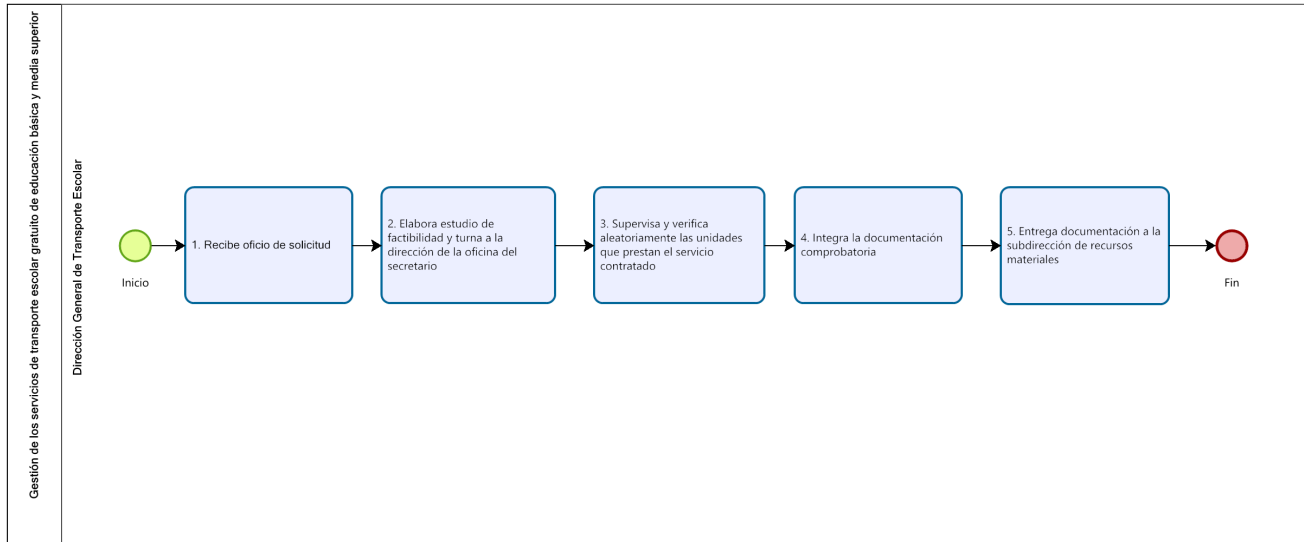 Gestión de los servicios de transporte escolar gratuito de educación básica y media superior
Dirección General de Transporte Escolar
Inicio
1. Recibe oficio de solicitud
2. Elabora estudio de
factibilidad y turna a la
dirección de la oficina del
secretario
3. Supervisa y verifica
aleatoriamente las unidades
que prestan el servicio
contratado
4. Integra la documentación
comprobatoria
5. Entrega documentación a la
subdirección de recursos
materiales
Fin